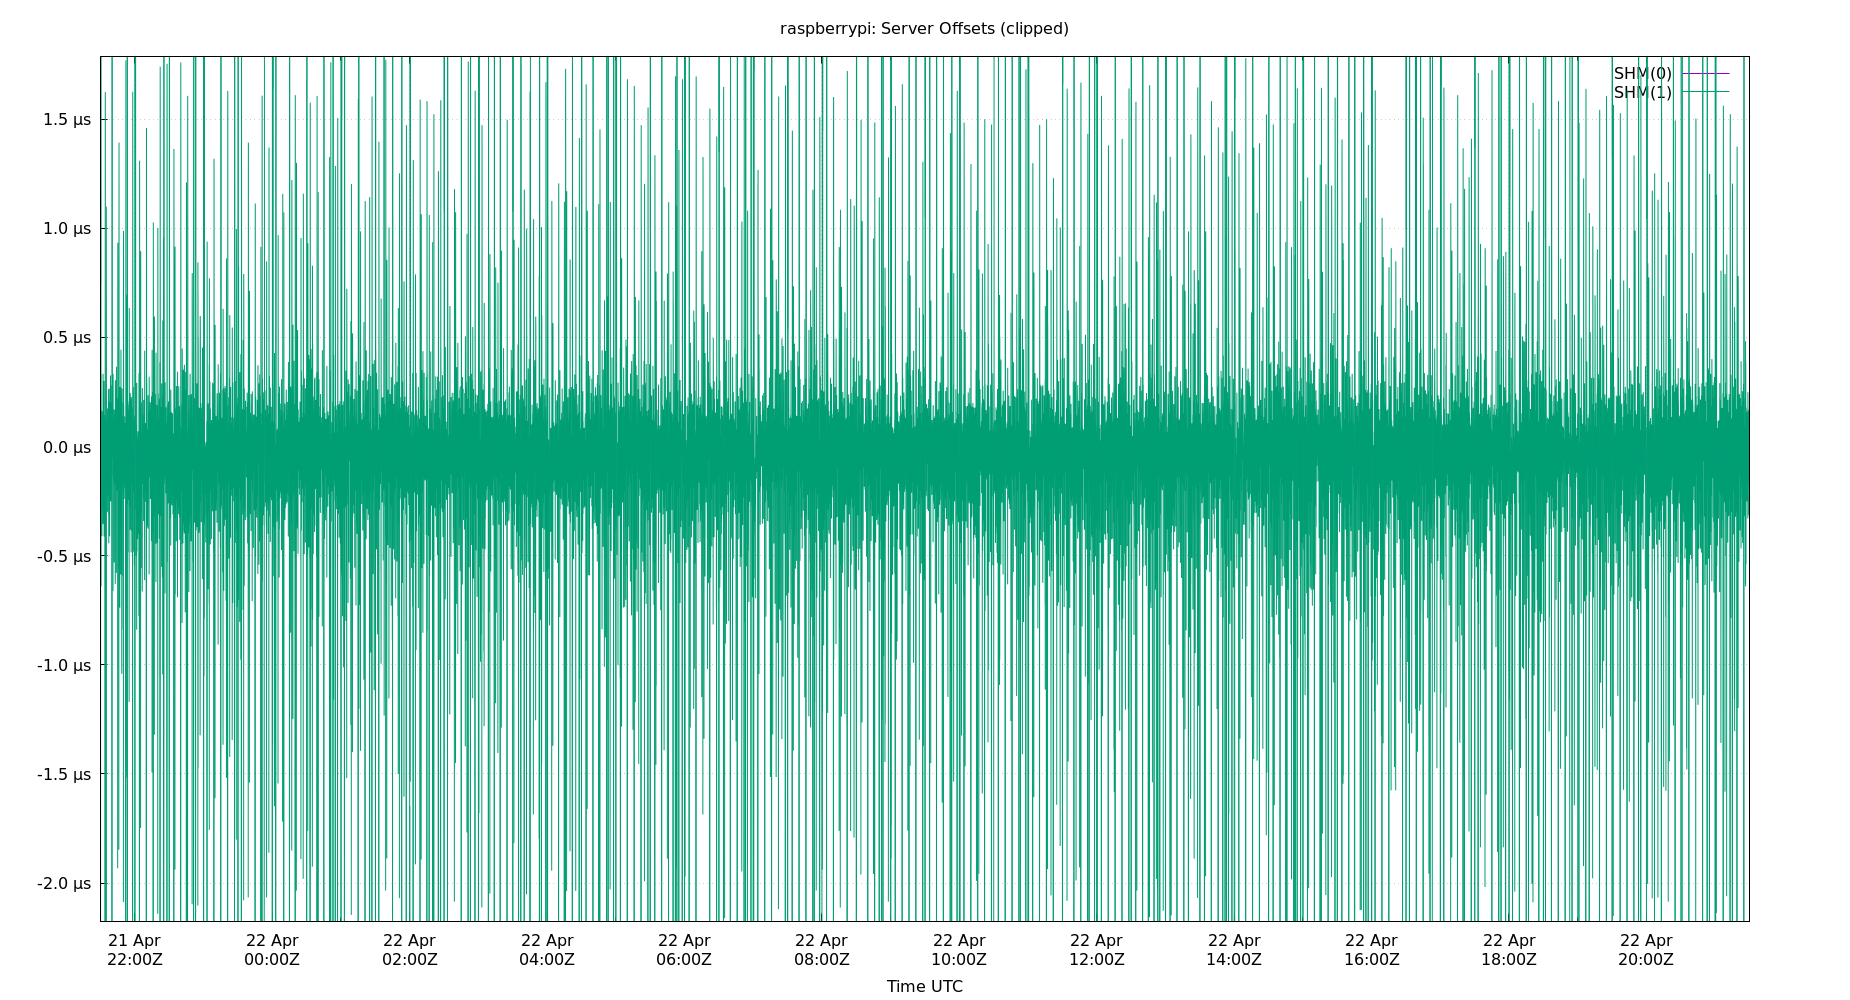 raspberrypi: Server Offsets (clipped)
SHM(0)
SHM(1)
1.5 µs
1.0 µs
0.5 µs
0.0 µs
-0.5 µs
-1.0 µs
-1.5 µs
-2.0 µs
21 Apr 22 Apr 22 Apr 22 Apr 22 Apr 22 Apr 22 Apr 22 Apr 22 Apr 22 Apr 22 Apr 22 Apr
22:00Z 00:00Z 02:00Z 04:00Z 06:00Z 08:00Z 10:00Z 12:00Z 14:00Z 16:00Z 18:00Z 20:00Z
Time UTC